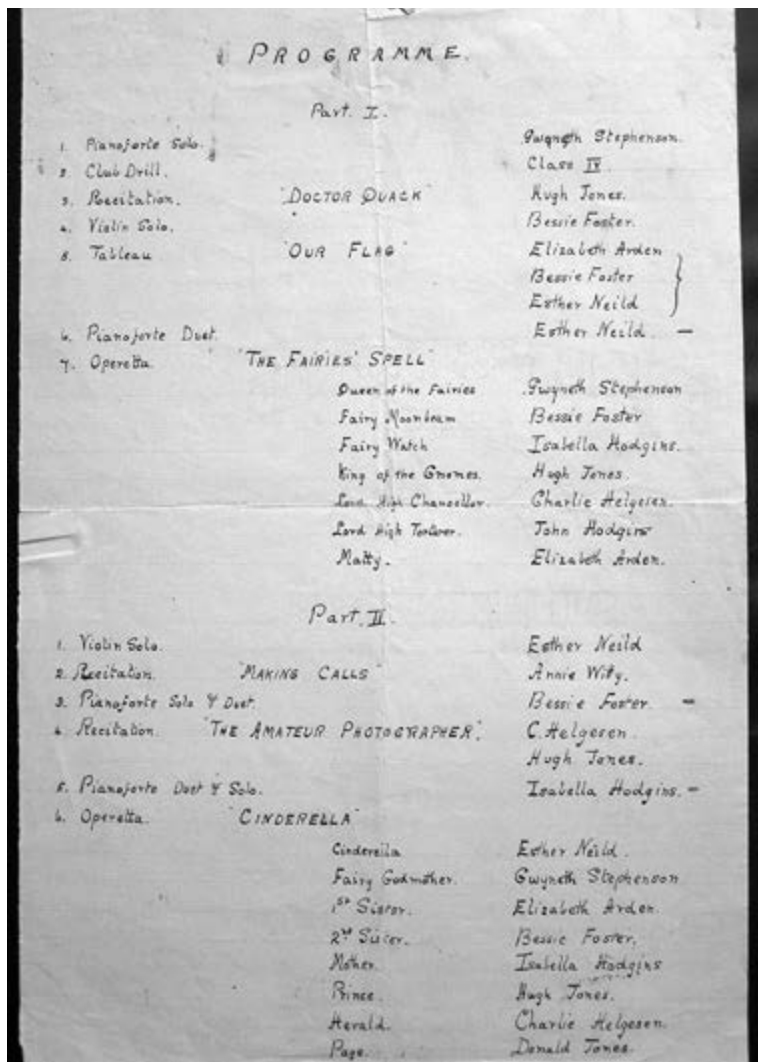 PROGRAMME.
Part. I.
1. Pianoforte Solo. Gwyneth Stephenson.
2. Club Drill. Class IV.
3. Recitation. "DOCTOR QUACK" Hugh Jones.
4. Violin Solo. Bessie Foster.
5. Tableau "OUR FLAG" Elizabeth Arden
Bessie Foster
Esther Neild
6. Pianoforte Duet. Esther Neild. —
7. Operetta. "THE FAIRIES' SPELL"
Queen of the Fairies Gwyneth Stephenson
Fairy Moonbeam Bessie Foster
Fairy Watch Isabella Hodgins.
King of the Gnomes. Hugh Jones.
Lord High Chancellor. Charlie Helgesen.
Lord High Torturer. John Hodgins
Matty. Elizabeth Arden.
Part. II.
1. Violin Solo. Esther Neild
2. Recitation. "MAKING CALLS" Annie Witty.
3. Pianoforte Solo & Duet. Bessie Foster. —
4. Recitation. "THE AMATEUR PHOTOGRAPHER". C. Helgesen.
Hugh Jones.
5. Pianoforte Duet & Solo. Isabella Hodgins. —
6. Operetta. "CINDERELLA"
Cinderella Esther Neild.
Fairy Godmother. Gwyneth Stephenson
1st Sister. Elizabeth Arden.
2nd Sister. Bessie Foster.
Mother. Isabella Hodgins
Prince. Hugh Jones.
Herald. Charlie Helgesen.
Page. Donald Jones.